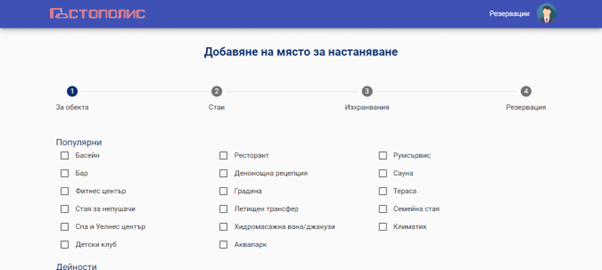 Гостополис
Резервации
Добавяне на място за настаняване
1 2 3 4
За обекта Стаи Изхранвания Резервация
Популярни
Басейн Ресторант Румсървис
Бар Денонощна рецепция Сауна
Фитнес център Градина Тераса
Стая за непушачи Летищен трансфер Семейна стая
Спа и Уелнес център Хидромасажна вана/джакузи Климатик
Детски клуб Аквапарк
Дейности